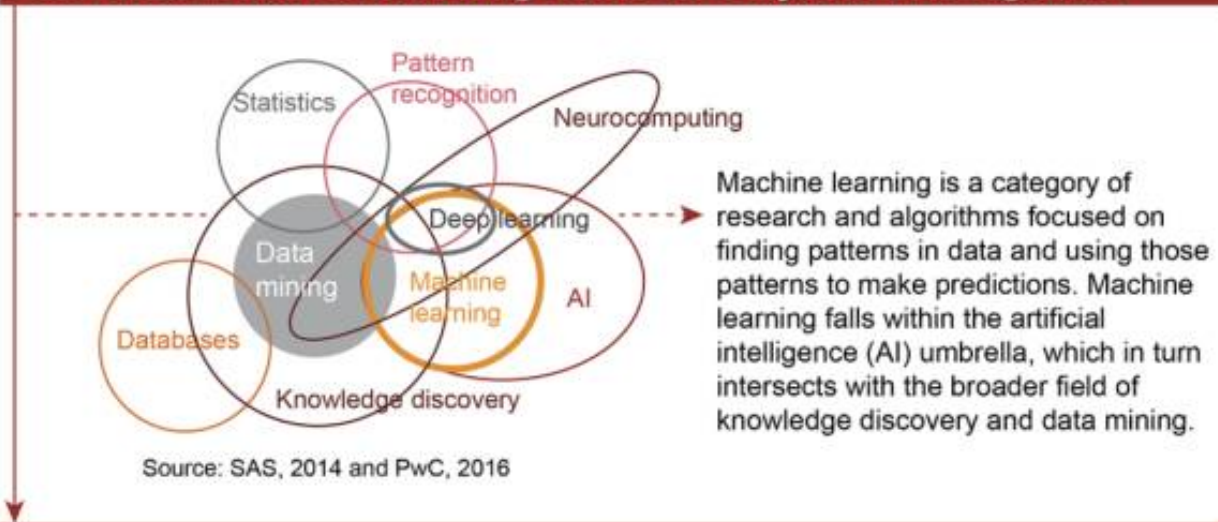 Pattern
recognition
Statistics
Neurocomputing
Deep learning
Data
mining
Machine
learning
AI
Databases
Knowledge discovery
Machine learning is a category of
research and algorithms focused on
finding patterns in data and using those
patterns to make predictions. Machine
learning falls within the artificial
intelligence (AI) umbrella, which in turn
intersects with the broader field of
knowledge discovery and data mining.
Source: SAS, 2014 and PwC, 2016